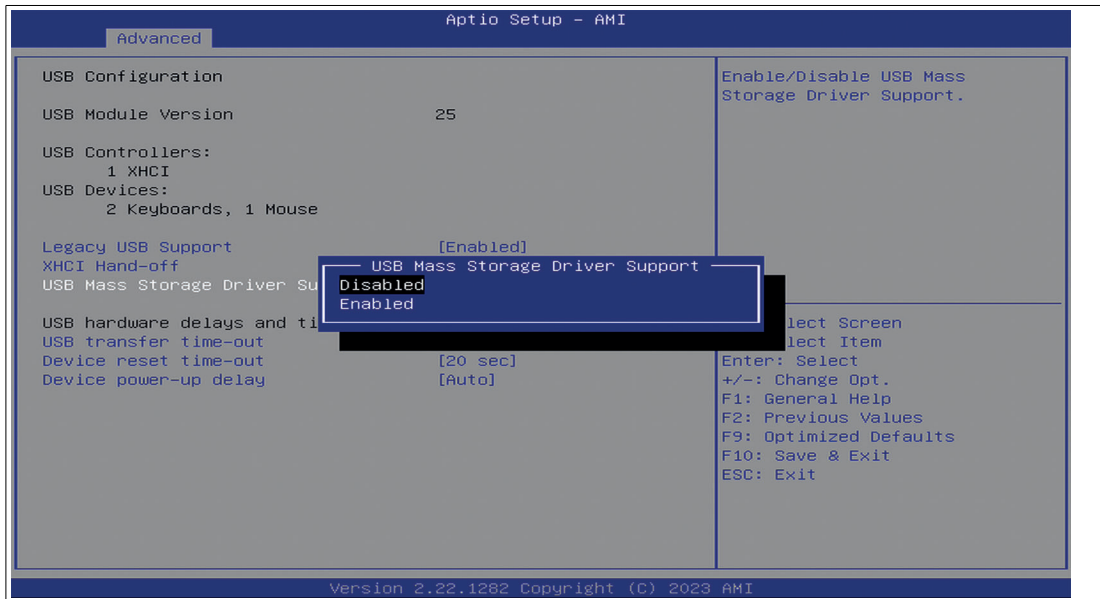 Aptio Setup – AMI
Advanced
USB Configuration
USB Module Version 25
USB Controllers:
1 XHCI
USB Devices:
2 Keyboards, 1 Mouse
Legacy USB Support [Enabled]
XHCI Hand-off
USB Mass Storage Driver Su
USB hardware delays and ti
USB transfer time-out
Device reset time-out [20 sec]
Device power-up delay [Auto]
USB Mass Storage Driver Support
Disabled
Enabled
Enable/Disable USB Mass
Storage Driver Support.
lect Screen
lect Item
Enter: Select
+/-: Change Opt.
F1: General Help
F2: Previous Values
F9: Optimized Defaults
F10: Save & Exit
ESC: Exit
Version 2.22.1282 Copyright (C) 2023 AMI